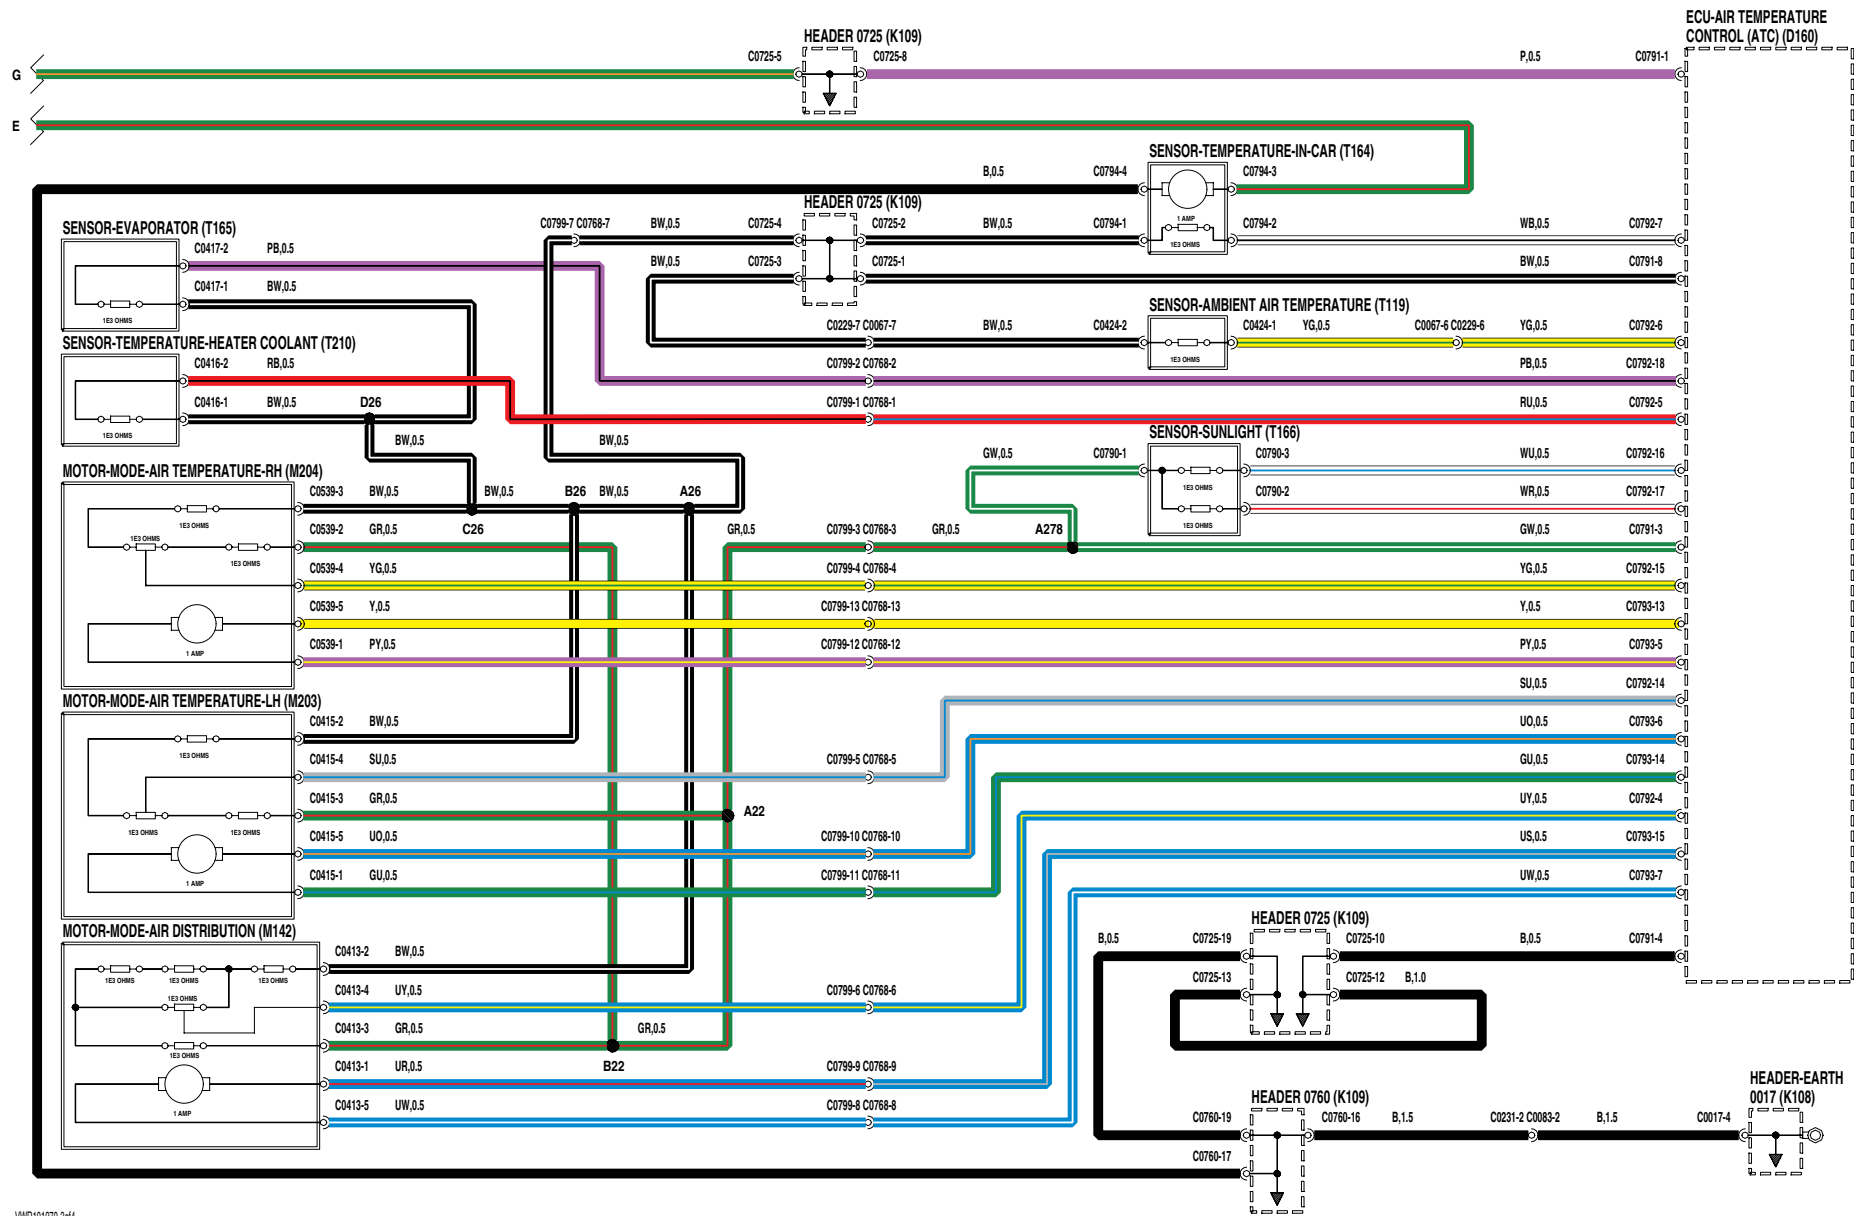 ECU-AIR TEMPERATURE
CONTROL (ATC) (D160)
HEADER 0725 (K109)
C0725-5
C0725-8
P,0.5
C0791-1
G
E
SENSOR-TEMPERATURE-IN-CAR (T164)
B,0.5
C0794-4
C0794-3
1 AMP
1E3 OHMS
HEADER 0725 (K109)
SENSOR-EVAPORATOR (T165)
C0799-7 C0768-7
BW,0.5
C0725-4
C0725-2
BW,0.5
C0794-1
C0794-2
WB,0.5
C0792-7
C0417-2
PB,0.5
BW,0.5
C0725-3
C0725-1
BW,0.5
C0791-8
C0417-1
BW,0.5
1E3 OHMS
SENSOR-AMBIENT AIR TEMPERATURE (T119)
C0229-7 C0067-7
BW,0.5
C0424-2
C0424-1
YG,0.5
C0067-6 C0229-6
YG,0.5
C0792-6
1E3 OHMS
SENSOR-TEMPERATURE-HEATER COOLANT (T210)
C0416-2
RB,0.5
C0799-2 C0768-2
PB,0.5
C0792-18
C0416-1
BW,0.5
D26
C0799-1 C0768-1
RU,0.5
C0792-5
1E3 OHMS
BW,0.5
BW,0.5
SENSOR-SUNLIGHT (T166)
GW,0.5
C0790-1
C0790-3
WU,0.5
C0792-16
1E3 OHMS
C0790-2
WR,0.5
C0792-17
1E3 OHMS
MOTOR-MODE-AIR TEMPERATURE-RH (M204)
C0539-3
BW,0.5
BW,0.5
B26
BW,0.5
A26
1E3 OHMS
C0539-2
GR,0.5
C26
GR,0.5
C0799-3 C0768-3
GR,0.5
A278
GW,0.5
C0791-3
1E3 OHMS
1E3 OHMS
C0539-4
YG,0.5
C0799-4 C0768-4
YG,0.5
C0792-15
C0539-5
Y,0.5
C0799-13 C0768-13
Y,0.5
C0793-13
C0539-1
PY,0.5
C0799-12 C0768-12
PY,0.5
C0793-5
1 AMP
SU,0.5
C0792-14
MOTOR-MODE-AIR TEMPERATURE-LH (M203)
C0415-2
BW,0.5
UO,0.5
C0793-6
1E3 OHMS
C0415-4
SU,0.5
C0799-5 C0768-5
GU,0.5
C0793-14
C0415-3
GR,0.5
A22
UY,0.5
C0792-4
1E3 OHMS
1E3 OHMS
C0415-5
UO,0.5
C0799-10 C0768-10
US,0.5
C0793-15
C0415-1
GU,0.5
C0799-11 C0768-11
UW,0.5
C0793-7
1 AMP
MOTOR-MODE-AIR DISTRIBUTION (M142)
HEADER 0725 (K109)
C0413-2
BW,0.5
B,0.5
C0725-19
C0725-10
B,0.5
C0791-4
1E3 OHMS
1E3 OHMS
1E3 OHMS
C0725-13
C0725-12
B,1.0
C0413-4
UY,0.5
C0799-6 C0768-6
1E3 OHMS
C0413-3
GR,0.5
GR,0.5
1E3 OHMS
C0413-1
UR,0.5
B22
C0799-9 C0768-9
1 AMP
C0413-5
UW,0.5
C0799-8 C0768-8
HEADER-EARTH
0017 (K108)
HEADER 0760 (K109)
C0760-19
C0760-16
B,1.5
C0231-2 C0083-2
B,1.5
C0017-4
C0760-17